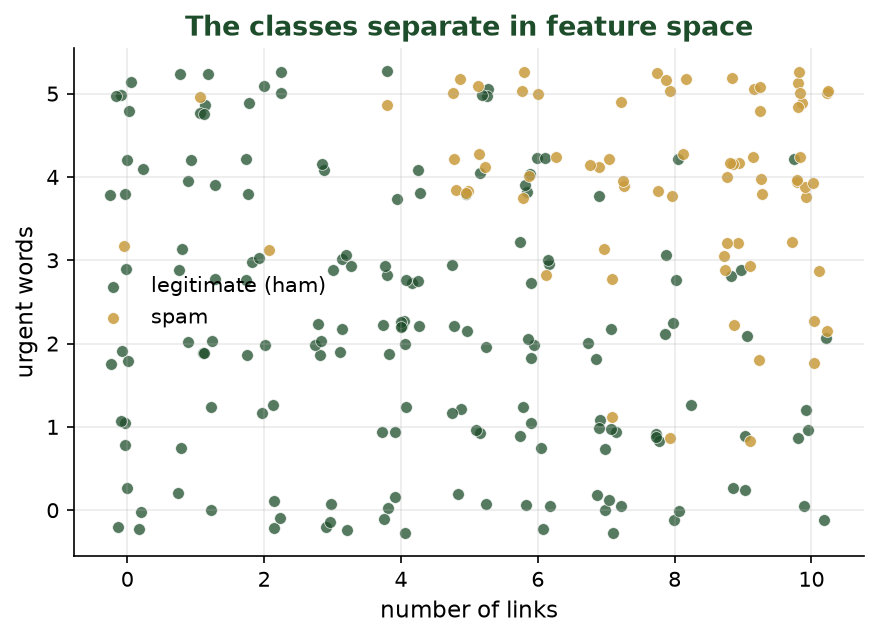 The classes separate in feature space
urgent words
5
4
3
2
1
0
legitimate (ham)
spam
0 2 4 6 8 10
number of links